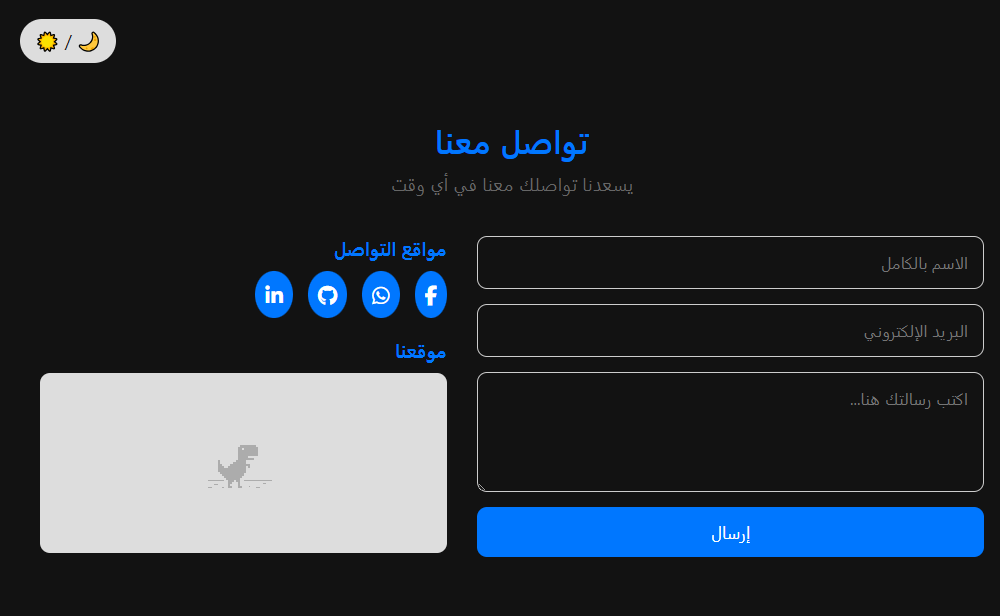 🌞 / 🌙
تواصل معنا
يسعدنا تواصلك معنا في أي وقت
الاسم بالكامل
البريد الإلكتروني
اكتب رسالتك هنا...
إرسال
مواقع التواصل
موقعنا